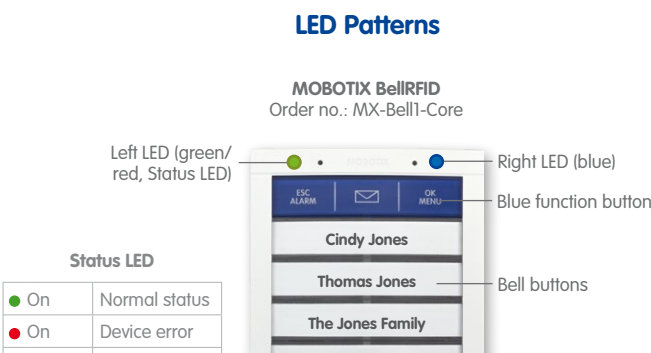 LED Patterns
MOBOTIX BellRFID
Order no.: MX-Bell1-Core
Left LED (green/
red, Status LED)
MOBOTIX
Right LED (blue)
ESC
ALARM
OK
MENU
Blue function button
Cindy Jones
Status LED
Thomas Jones
Bell buttons
On
Normal status
The Jones Family
On
Device error